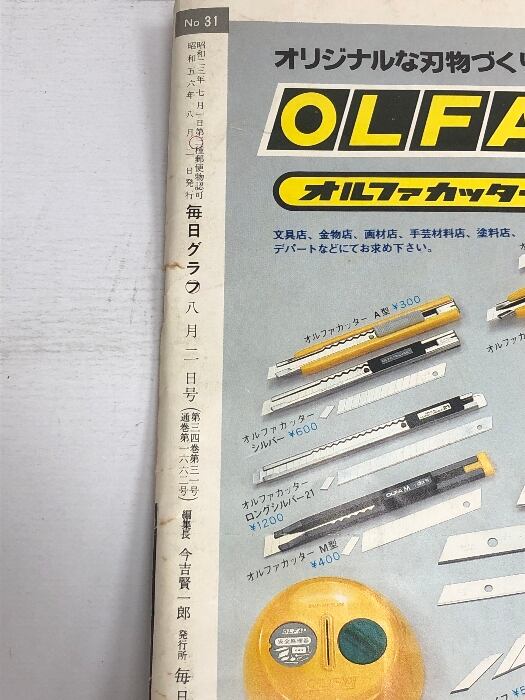 No 31
昭和二三年七月一日第三種郵便物認可
昭和五六年八月二日発行
毎日グラフ
八月二日号
(第三四巻第三一号)
(通巻第一六六二号)
編集長 今吉賢一郎
発行所 毎日
オリジナルな刃物づくり
OLFA
オルファカッター
文具店、金物店、画材店、手芸材料店、塗料店、
デパートなどにてお求め下さい。
オルファカッター A型 ¥300
オルファカッター
シルバー ¥600
オルファカッター
ロングシルバー21
¥1200
OLFA M
オルファカッター M型
¥400